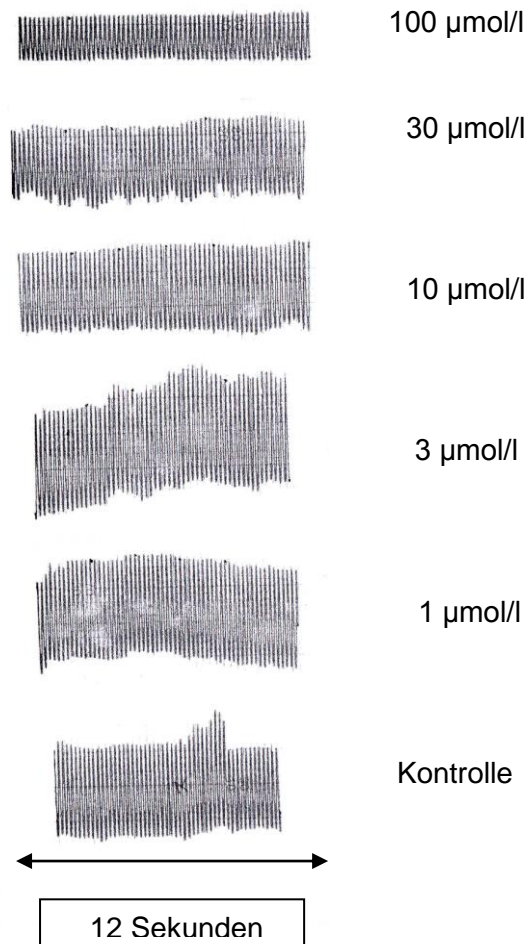 100 µmol/l
30 µmol/l
10 µmol/l
3 µmol/l
1 µmol/l
Kontrolle
12 Sekunden